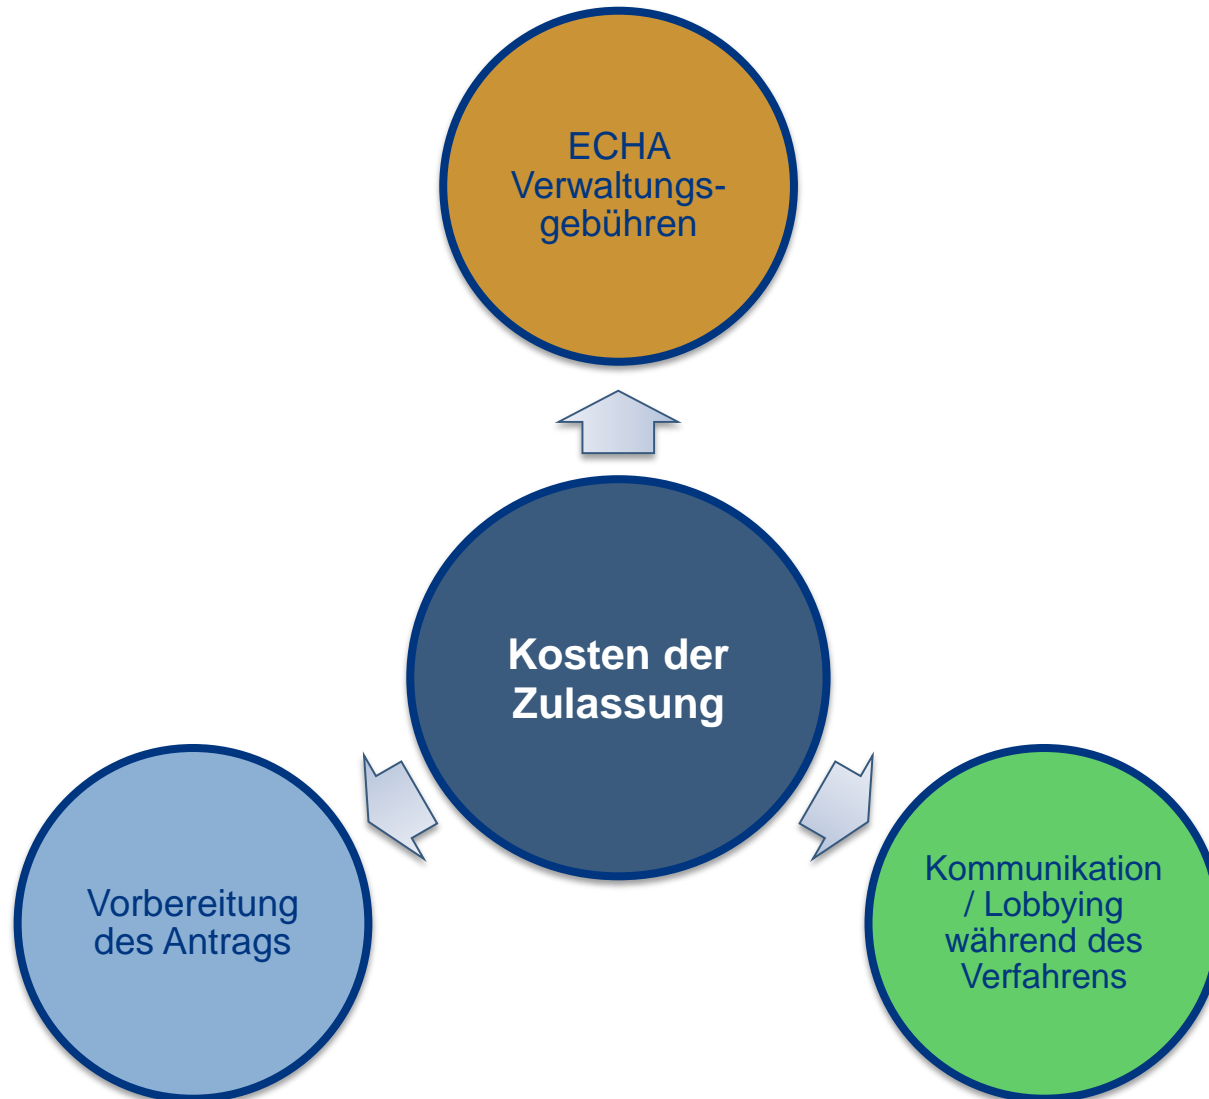 ECHA
Verwaltungs-
gebühren
Kosten der
Zulassung
Vorbereitung
des Antrags
Kommunikation
/ Lobbying
während des
Verfahrens